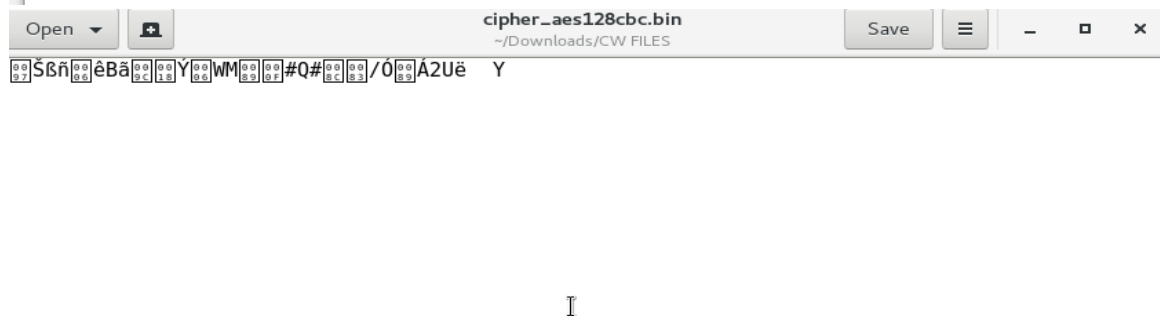 Open
cipher_aes128cbc.bin
~/Downloads/CW FILES
Save
Šßñ êBã Ý WM #Q# /Ó Á2Uë Y